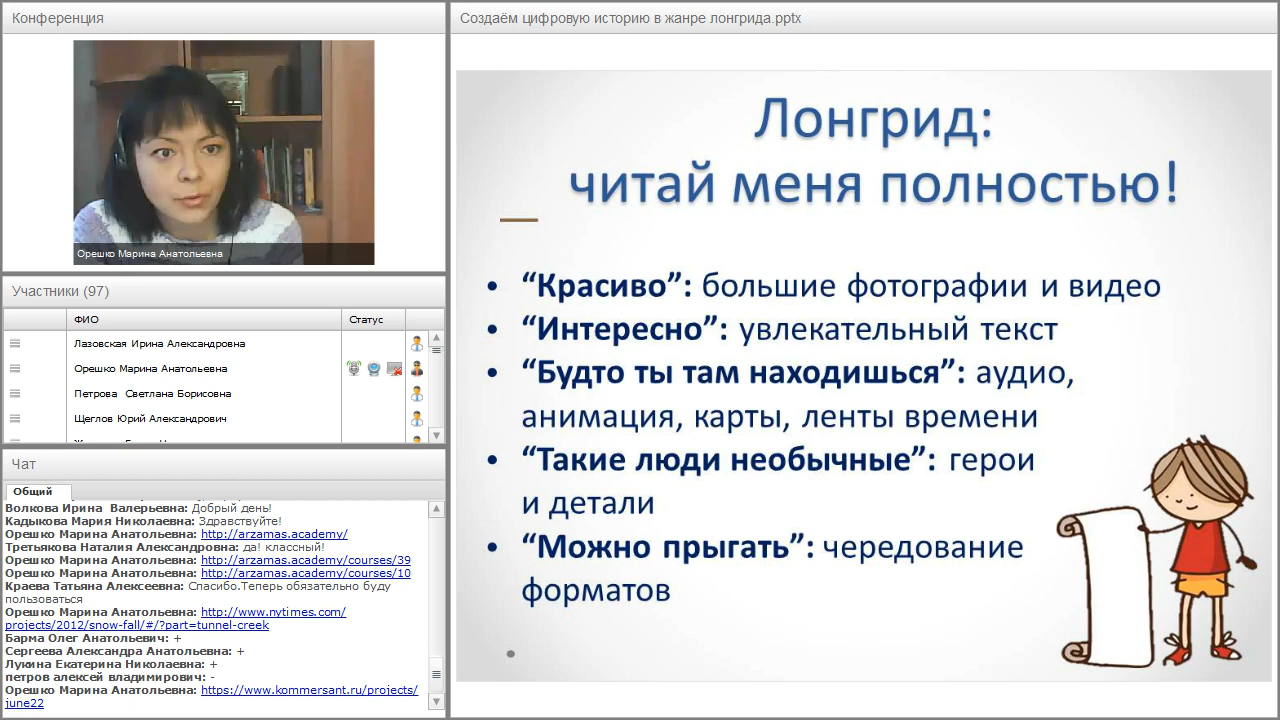 Конференция
Орешко Марина Анатольевна
Участники (97)
ФИО
Статус
Лазовская Ирина Александровна
Орешко Марина Анатольевна
Петрова Светлана Борисовна
Щеглов Юрий Александрович
Чат
Общий
Волкова Ирина Валерьевна: Добрый день!
Кадыкова Мария Николаевна: Здравствуйте!
Орешко Марина Анатольевна: http://arzamas.academy/
Третьякова Наталия Александровна: да! классный!
Орешко Марина Анатольевна: http://arzamas.academy/courses/39
Орешко Марина Анатольевна: http://arzamas.academy/courses/10
Краева Татьяна Алексеевна: Спасибо.Теперь обязательно буду
пользоваться
Орешко Марина Анатольевна: http://www.nytimes.com/
projects/2012/snow-fall/#/?part=tunnel-creek
Барма Олег Анатольевич: +
Сергеева Александра Анатольевна: +
Лукина Екатерина Николаевна: +
петров алексей владимирович: -
Орешко Марина Анатольевна: https://www.kommersant.ru/projects/
june22
Создаём цифровую историю в жанре лонгрида.pptx
Лонгрид:
читай меня полностью!
• “Красиво”: большие фотографии и видео
• “Интересно”: увлекательный текст
• “Будто ты там находишься”: аудио,
анимация, карты, ленты времени
• “Такие люди необычные”: герои
и детали
• “Можно прыгать”: чередование
форматов
•